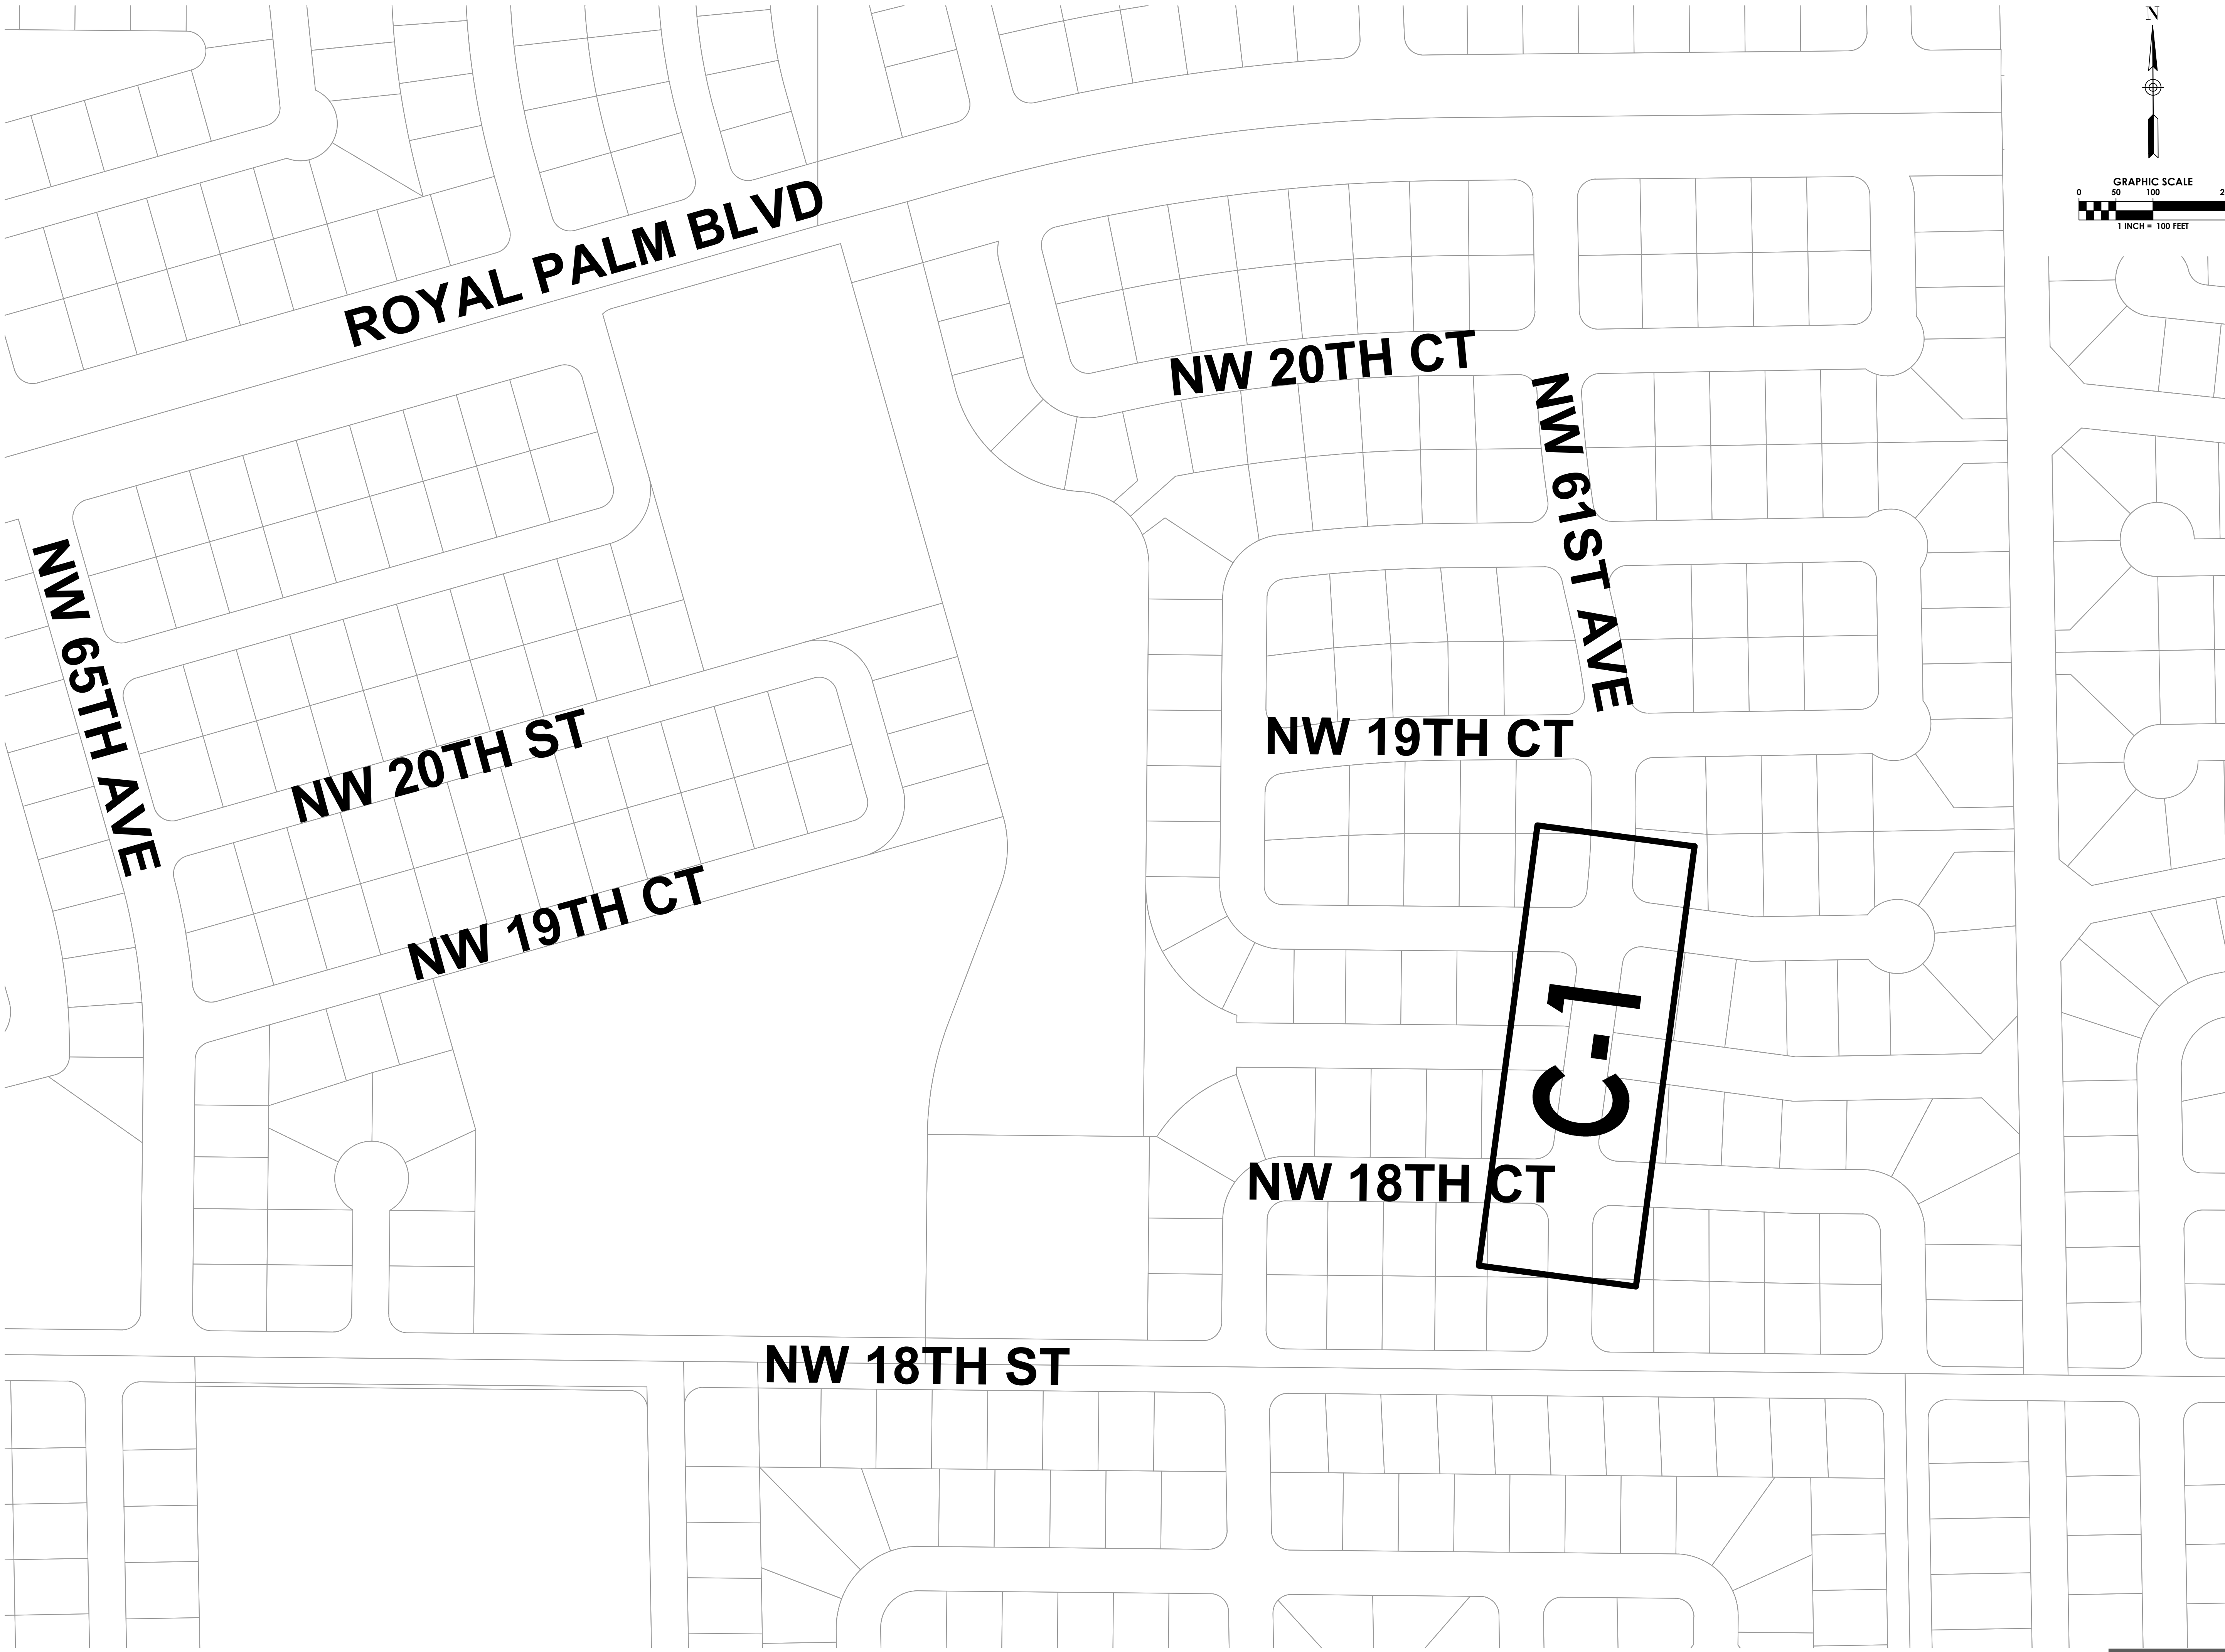 N
GRAPHIC SCALE
0 50 100 2
1 INCH = 100 FEET
ROYAL PALM BLVD
NW 20TH CT
NW 61ST AVE
NW 65TH AVE
NW 20TH ST
NW 19TH CT
NW 19TH CT
C-1
NW 18TH CT
NW 18TH ST